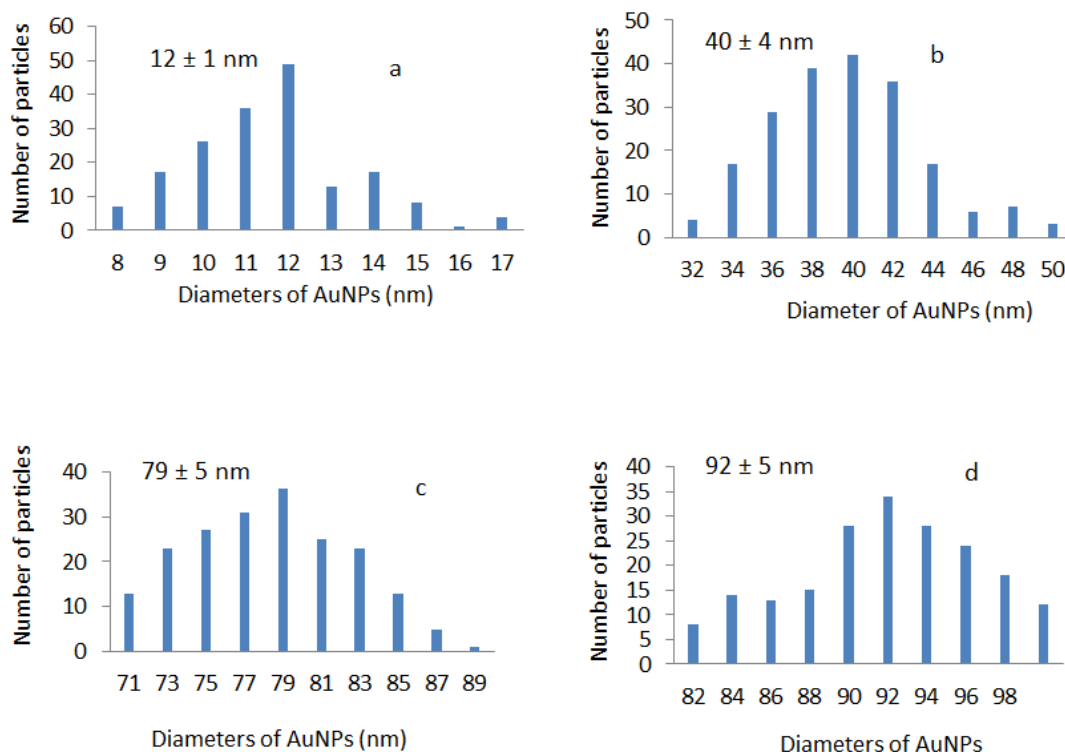 12 ± 1 nm
a
Number of particles
60
50
40
30
20
10
0
8 9 10 11 12 13 14 15 16 17
Diameters of AuNPs (nm)
40 ± 4 nm
b
Number of particles
50
40
30
20
10
0
32 34 36 38 40 42 44 46 48 50
Diameter of AuNPs (nm)
79 ± 5 nm
c
Number of particles
40
30
20
10
0
71 73 75 77 79 81 83 85 87 89
Diameters of AuNPs (nm)
92 ± 5 nm
d
Number of particles
40
35
30
25
20
15
10
5
0
82 84 86 88 90 92 94 96 98
Diameters of AuNPs